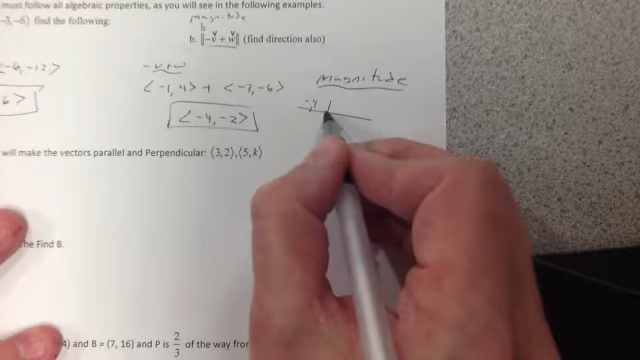 must follow all algebraic properties, as you will see in the following examples.
-3, -6⟩ find the following:
magnitude
b. ‖-v + w‖ (find direction also)
-6, -12⟩
6⟩
-v+w
⟨-1, 4⟩ + ⟨-3, -6⟩
⟨-4, -2⟩
magnitude
-4
will make the vectors parallel and Perpendicular: ⟨3, 2⟩, ⟨5, k⟩
The Find B.
4) and B = (7, 16) and P is 2/3 of the way from